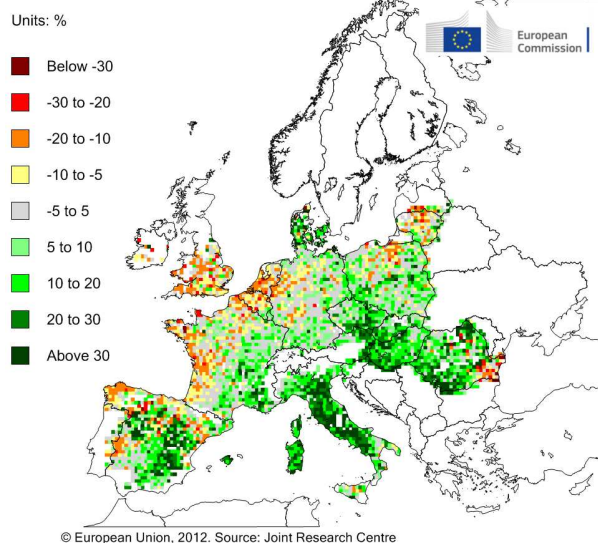 Units: %
European
Commission
Below -30
-30 to -20
-20 to -10
-10 to -5
-5 to 5
5 to 10
10 to 20
20 to 30
Above 30
© European Union, 2012. Source: Joint Research Centre